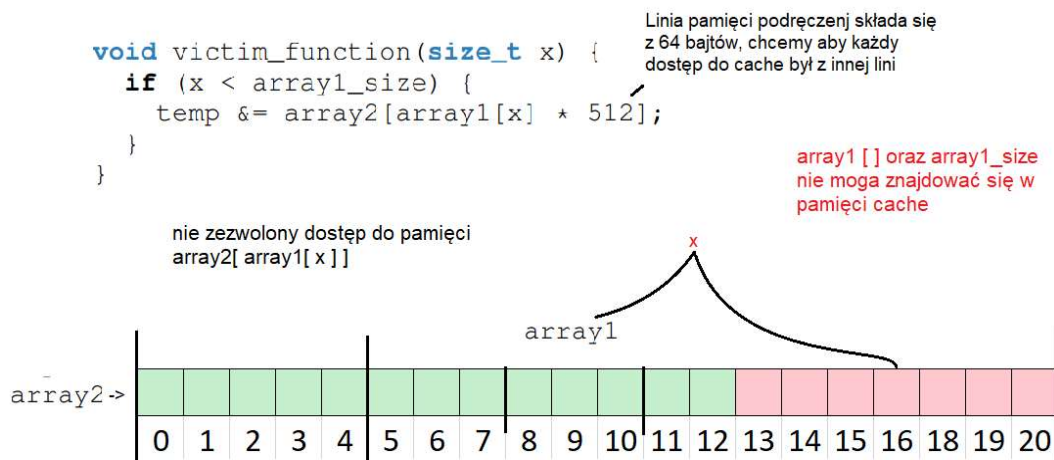 Linia pamięci podręczenj składa się
z 64 bajtów, chcemy aby każdy
dostęp do cache był z innej lini
void victim_function(size_t x) {
if (x < array1_size) {
temp &= array2[array1[x] * 512];
}
}
array1 [ ] oraz array1_size
nie moga znajdować się w
pamięci cache
nie zezwolony dostęp do pamięci
array2[ array1[ x ] ]
x
array1
array2->
0 1 2 3 4 5 6 7 8 9 10 11 12 13 14 15 16 18 19 20